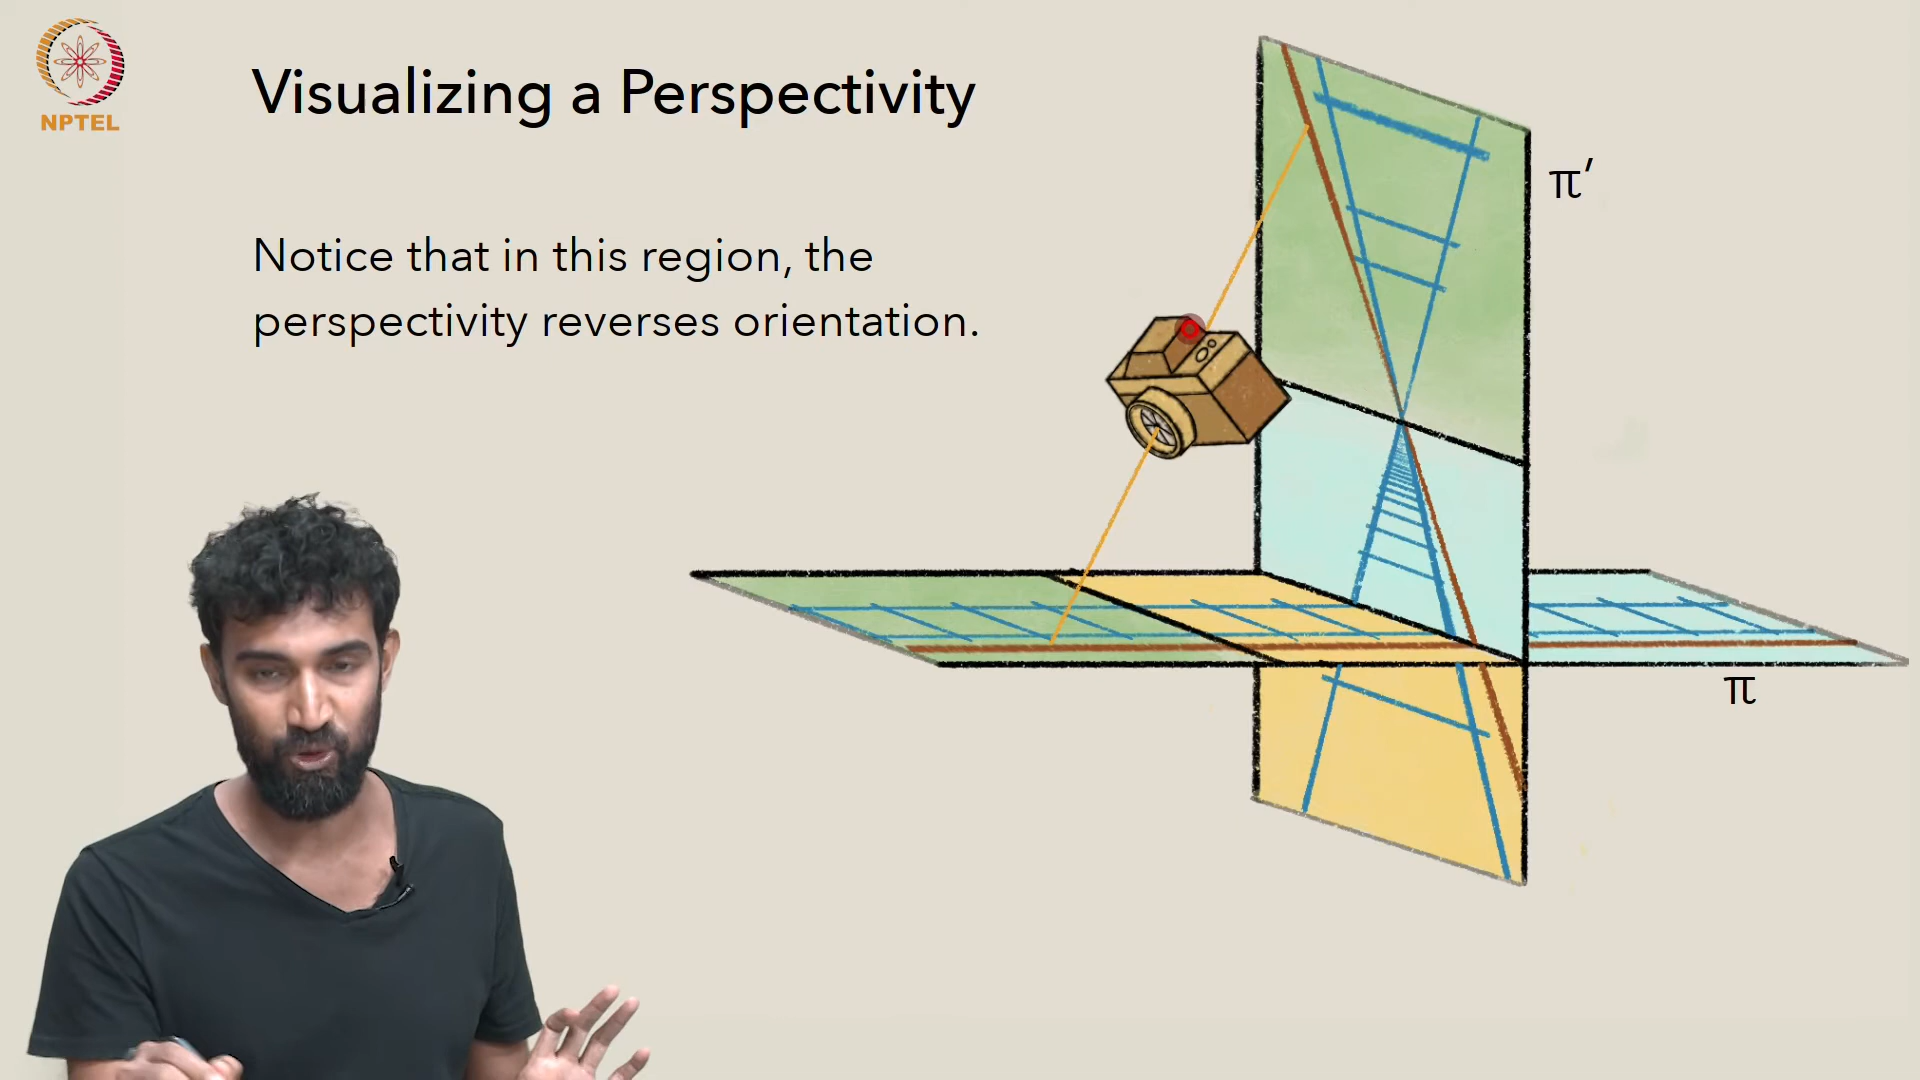 NPTEL
Visualizing a Perspectivity
Notice that in this region, the
perspectivity reverses orientation.
π′
π